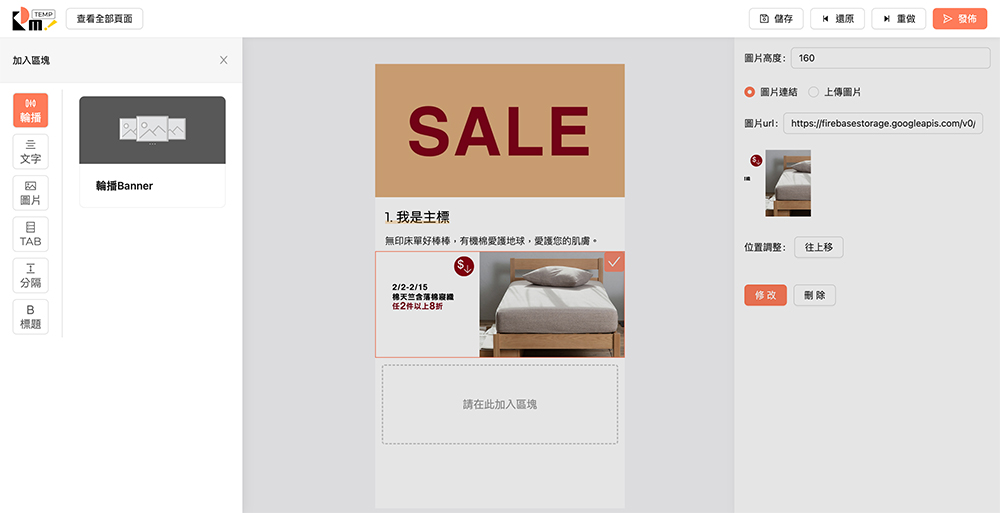 TEMP
查看全部頁面
儲存
還原
重做
發佈
加入區塊
輪播
文字
圖片
TAB
分隔
B
標題
輪播Banner
SALE
1. 我是主標
無印床單好棒棒，有機棉愛護地球，愛護您的肌膚。
$
2/2-2/15
棉天竺含落棉寢織
任2件以上8折
請在此加入區塊
圖片高度： 160
圖片連結
上傳圖片
圖片url： https://firebasestorage.googleapis.com/v0/
$
位置調整： 往上移
修 改
刪 除